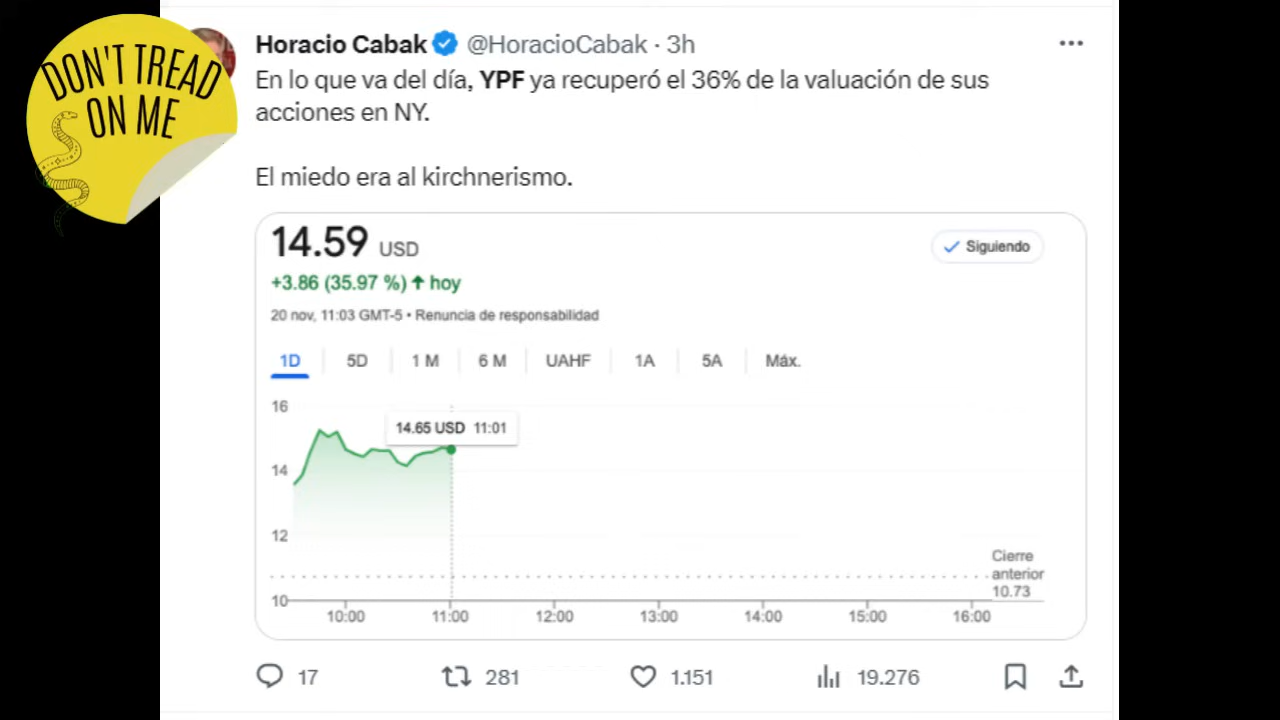 DON'T TREAD
ON ME
Horacio Cabak @HoracioCabak · 3h
En lo que va del día, YPF ya recuperó el 36% de la valuación de sus
acciones en NY.
El miedo era al kirchnerismo.
14.59 USD
Siguiendo
+3.86 (35.97 %) ↑ hoy
20 nov, 11:03 GMT-5 • Renuncia de responsabilidad
1D 5D 1 M 6 M UAHF 1A 5A Máx.
16
14.65 USD 11:01
14
12
Cierre
anterior
10.73
10
10:00 11:00 12:00 13:00 14:00 15:00 16:00
17 281 1.151 19.276